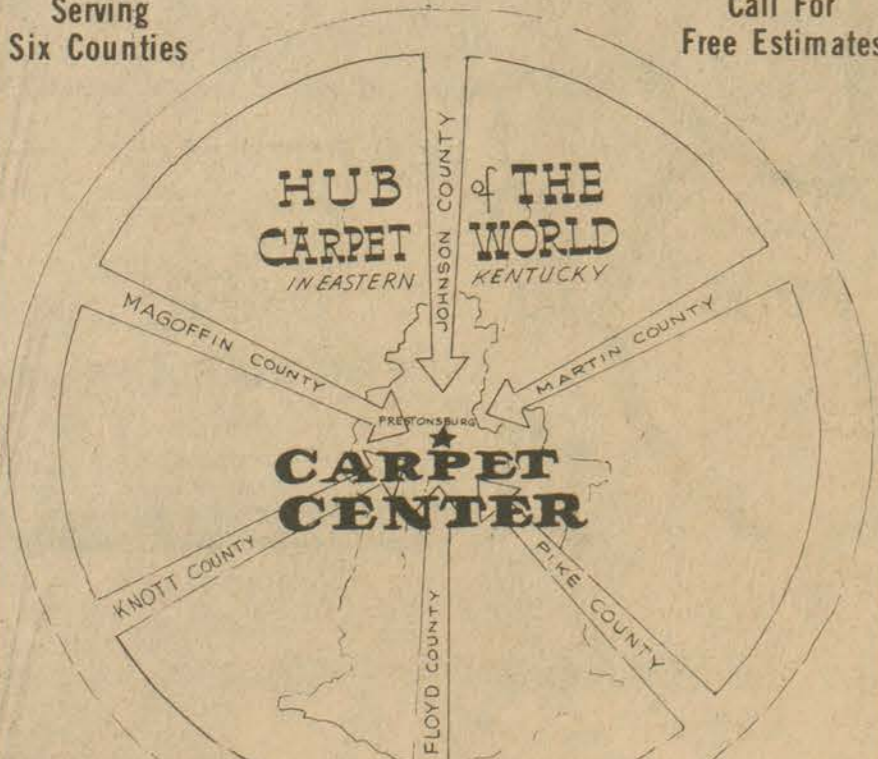 Serving
Six Counties
Call For
Free Estimates
HUB of THE
CARPET WORLD
IN EASTERN KENTUCKY
JOHNSON COUNTY
MAGOFFIN COUNTY
MARTIN COUNTY
PRESTONSBURG
CARPET
CENTER
KNOTT COUNTY
FLOYD COUNTY
PIKE COUNTY